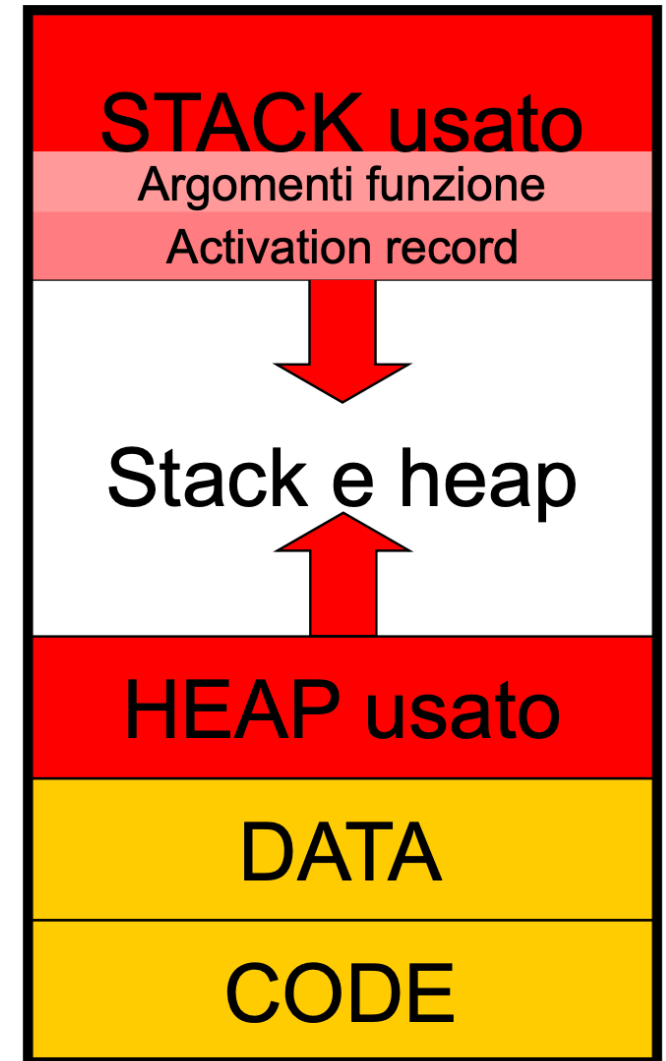 STACK usato
Argomenti funzione
Activation record
Stack e heap
HEAP usato
DATA
CODE